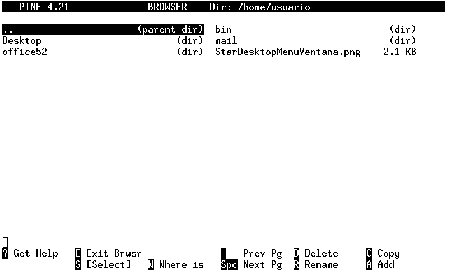 PINE 4.21 BROWSER Dir: /home/usuario
.. (parent dir) bin (dir)
Desktop (dir) mail (dir)
office52 (dir) StarDesktopMenuVentana.png 2.1 KB
? Get Help E Exit Brwsr - Prev Pg D Delete C Copy
S [Select] W Where is Spc Next Pg R Rename A Add